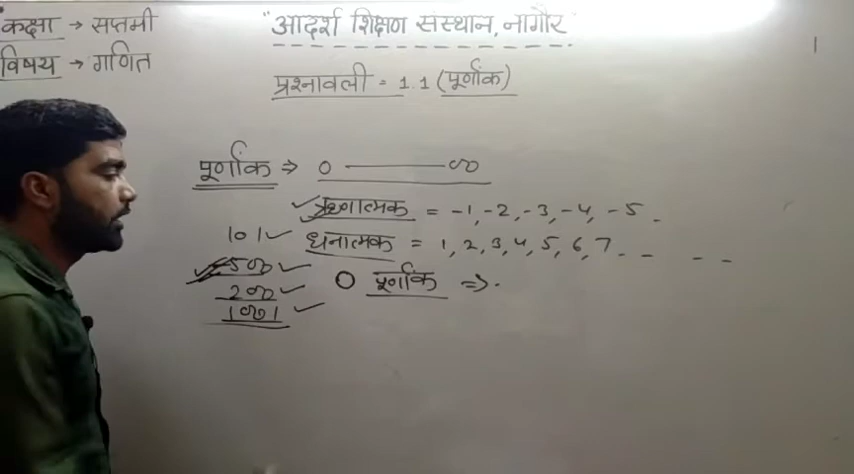 कक्षा → सप्तमी
"आदर्श शिक्षण संस्थान, नागौर"
विषय → गणित
प्रश्नावली = 1.1 (पूर्णांक)
पूर्णांक ⇒ 0 ——— ∞
✓ ऋणात्मक = -1, -2, -3, -4, -5 -
101 ✓ धनात्मक = 1, 2, 3, 4, 5, 6, 7 - - - -
500 ✓ 0 पूर्णांक ⇒ .
200 ✓
1001 ✓